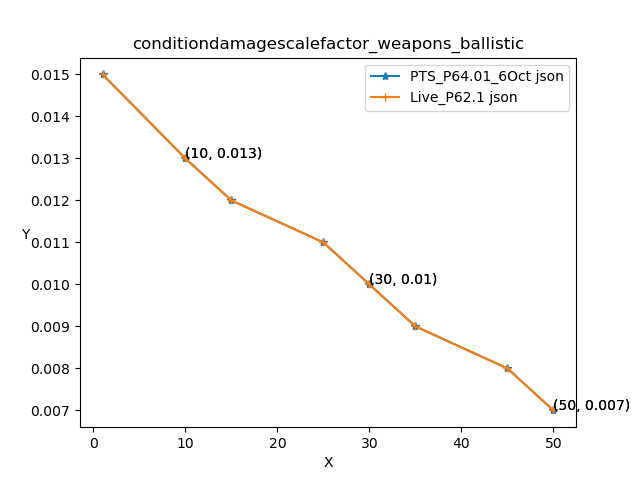 conditiondamagescalefactor_weapons_ballistic
PTS_P64.01_6Oct json
Live_P62.1 json
0.015
0.014
0.013
0.012
0.011
0.010
0.009
0.008
0.007
Y
(10, 0.013)
(30, 0.01)
(50, 0.007)
0 10 20 30 40 50
X